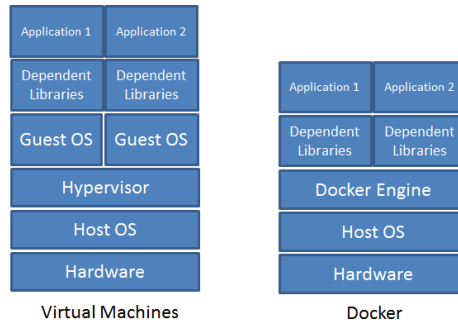 Application 1
Application 2
Dependent
Libraries
Dependent
Libraries
Guest OS
Guest OS
Hypervisor
Host OS
Hardware
Virtual Machines
Application 1
Application 2
Dependent
Libraries
Dependent
Libraries
Docker Engine
Host OS
Hardware
Docker